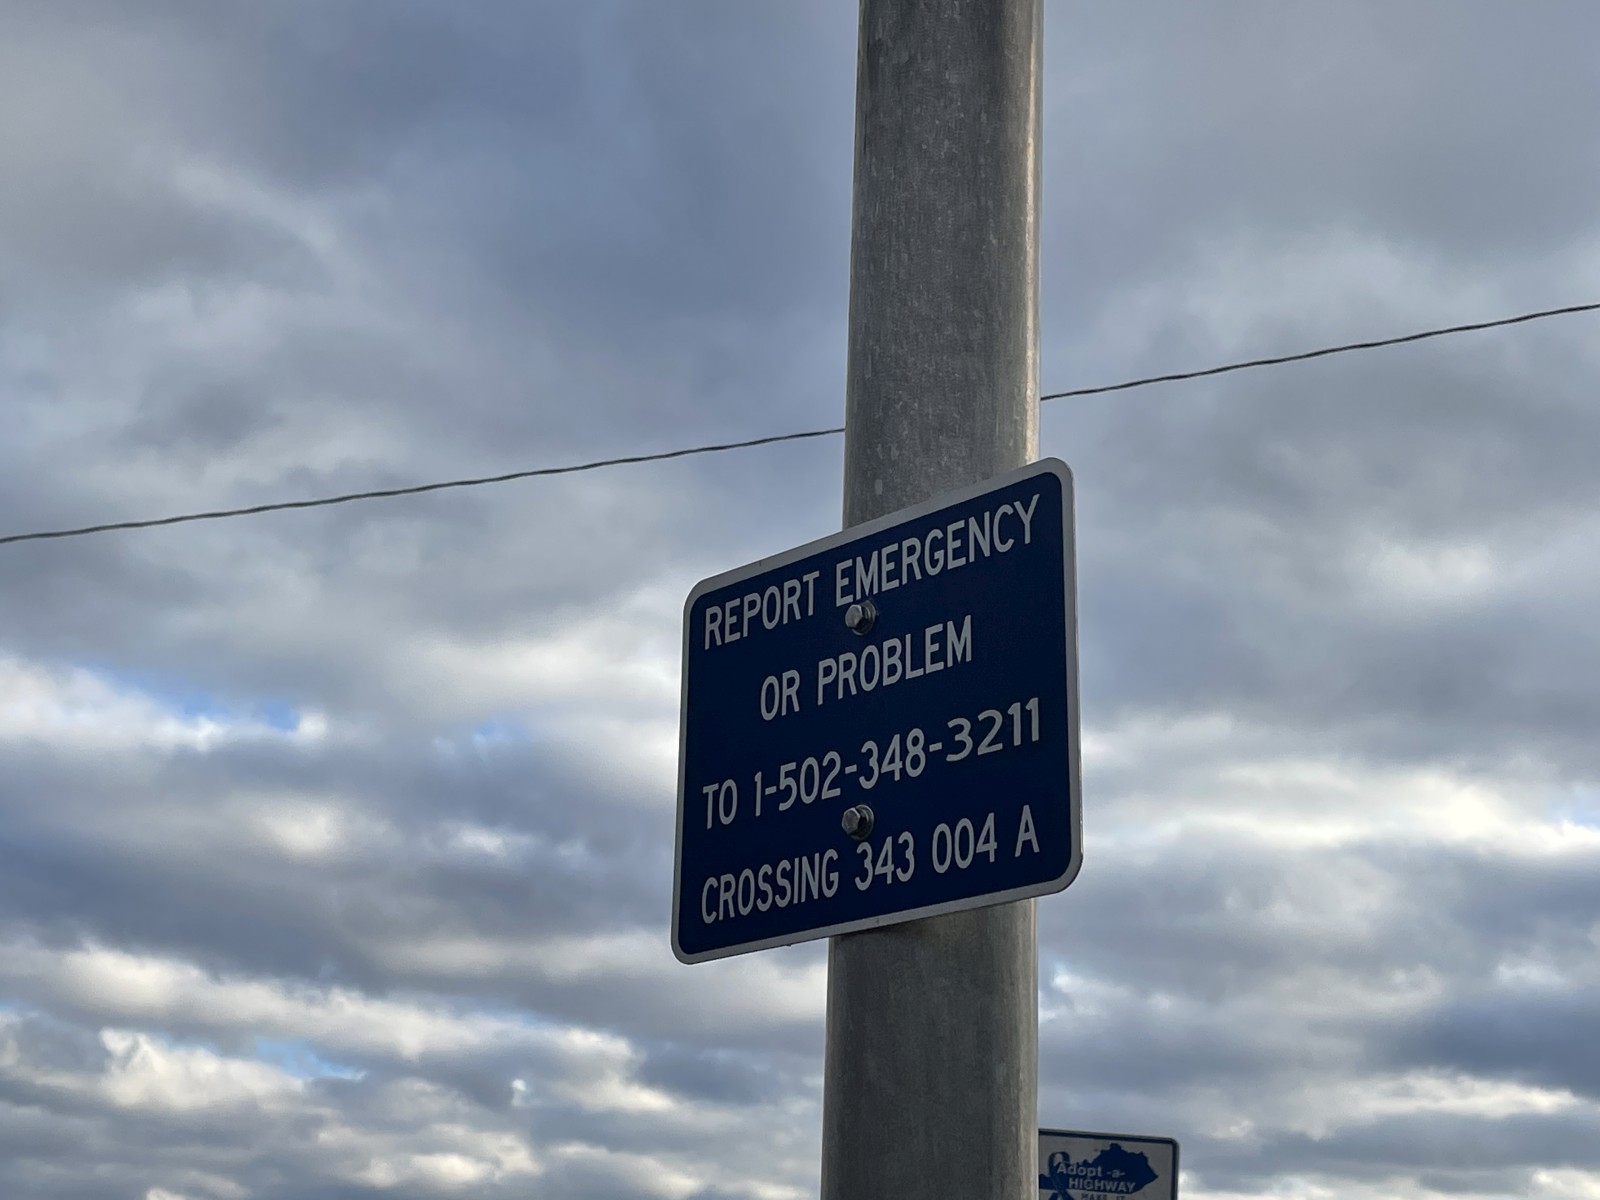 REPORT EMERGENCY
OR PROBLEM
TO 1-502-348-3211
CROSSING 343 004 A
Adopt-a-
HIGHWAY